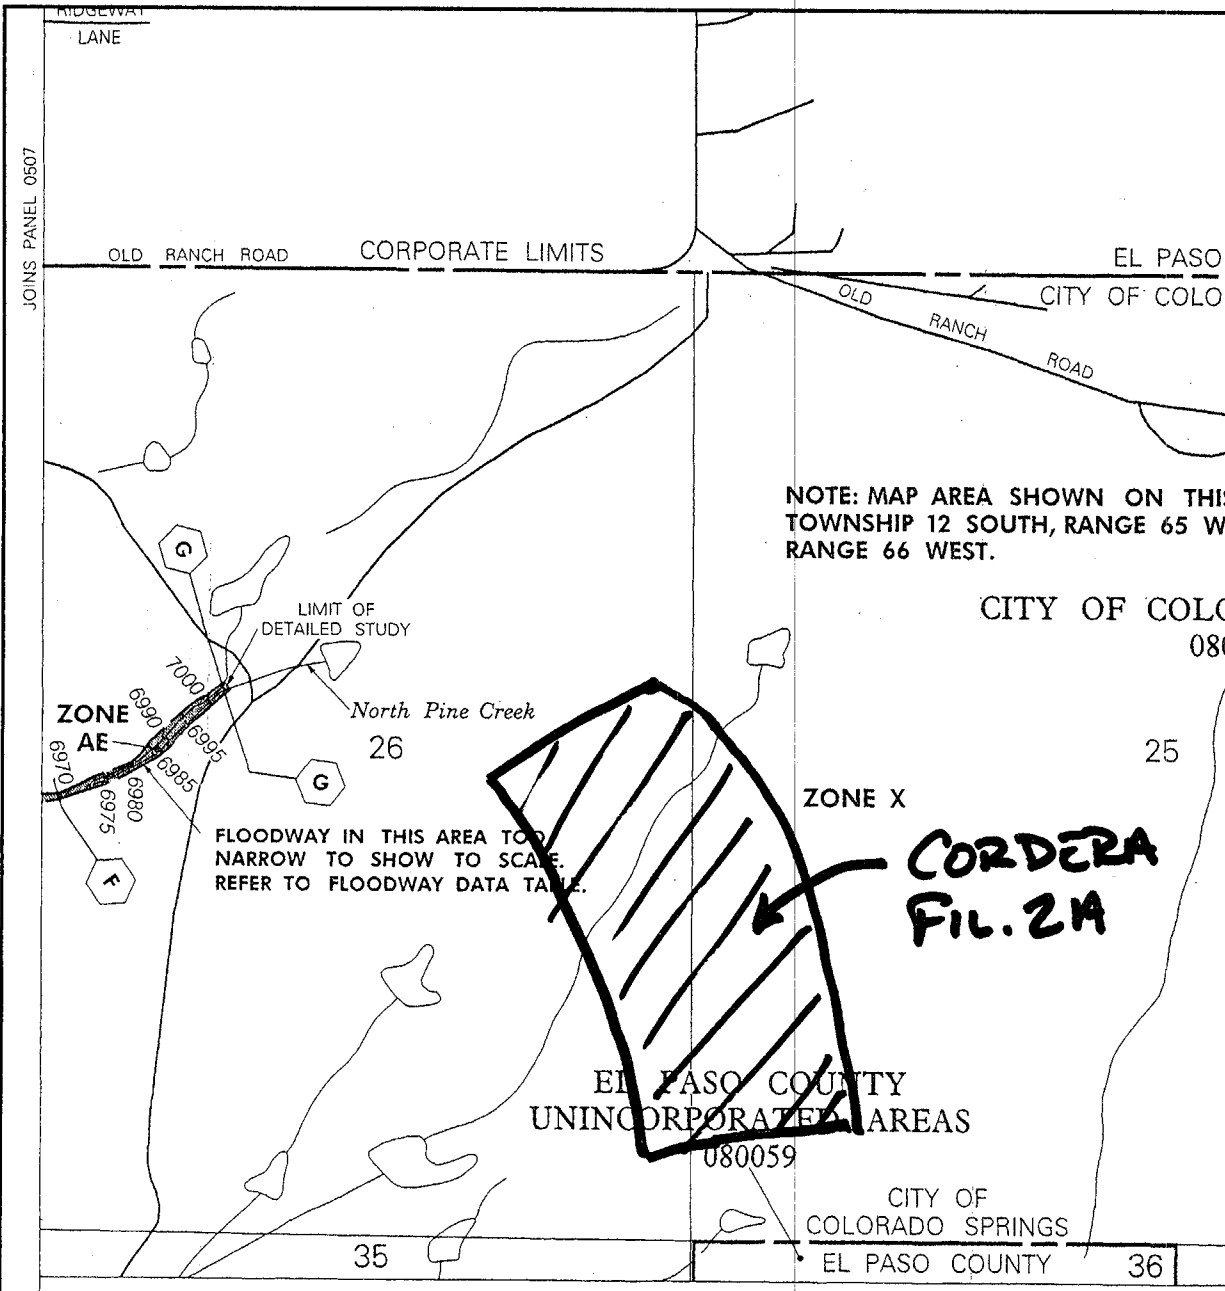 RIDGEWAY
LANE
JOINS PANEL 0507
OLD RANCH ROAD
CORPORATE LIMITS
EL PASO
CITY OF COLO
OLD RANCH ROAD
NOTE: MAP AREA SHOWN ON THIS
TOWNSHIP 12 SOUTH, RANGE 65 W
RANGE 66 WEST.
G
LIMIT OF
DETAILED STUDY
CITY OF COLO
080
7000
6990
ZONE
AE
6995
North Pine Creek
26
25
6970
6985
6975
6980
G
ZONE X
F
FLOODWAY IN THIS AREA TOO
NARROW TO SHOW TO SCALE.
REFER TO FLOODWAY DATA TABLE.
CORDERA
FIL. 2A
EL PASO COUNTY
UNINCORPORATED AREAS
080059
CITY OF
COLORADO SPRINGS
EL PASO COUNTY
35
36